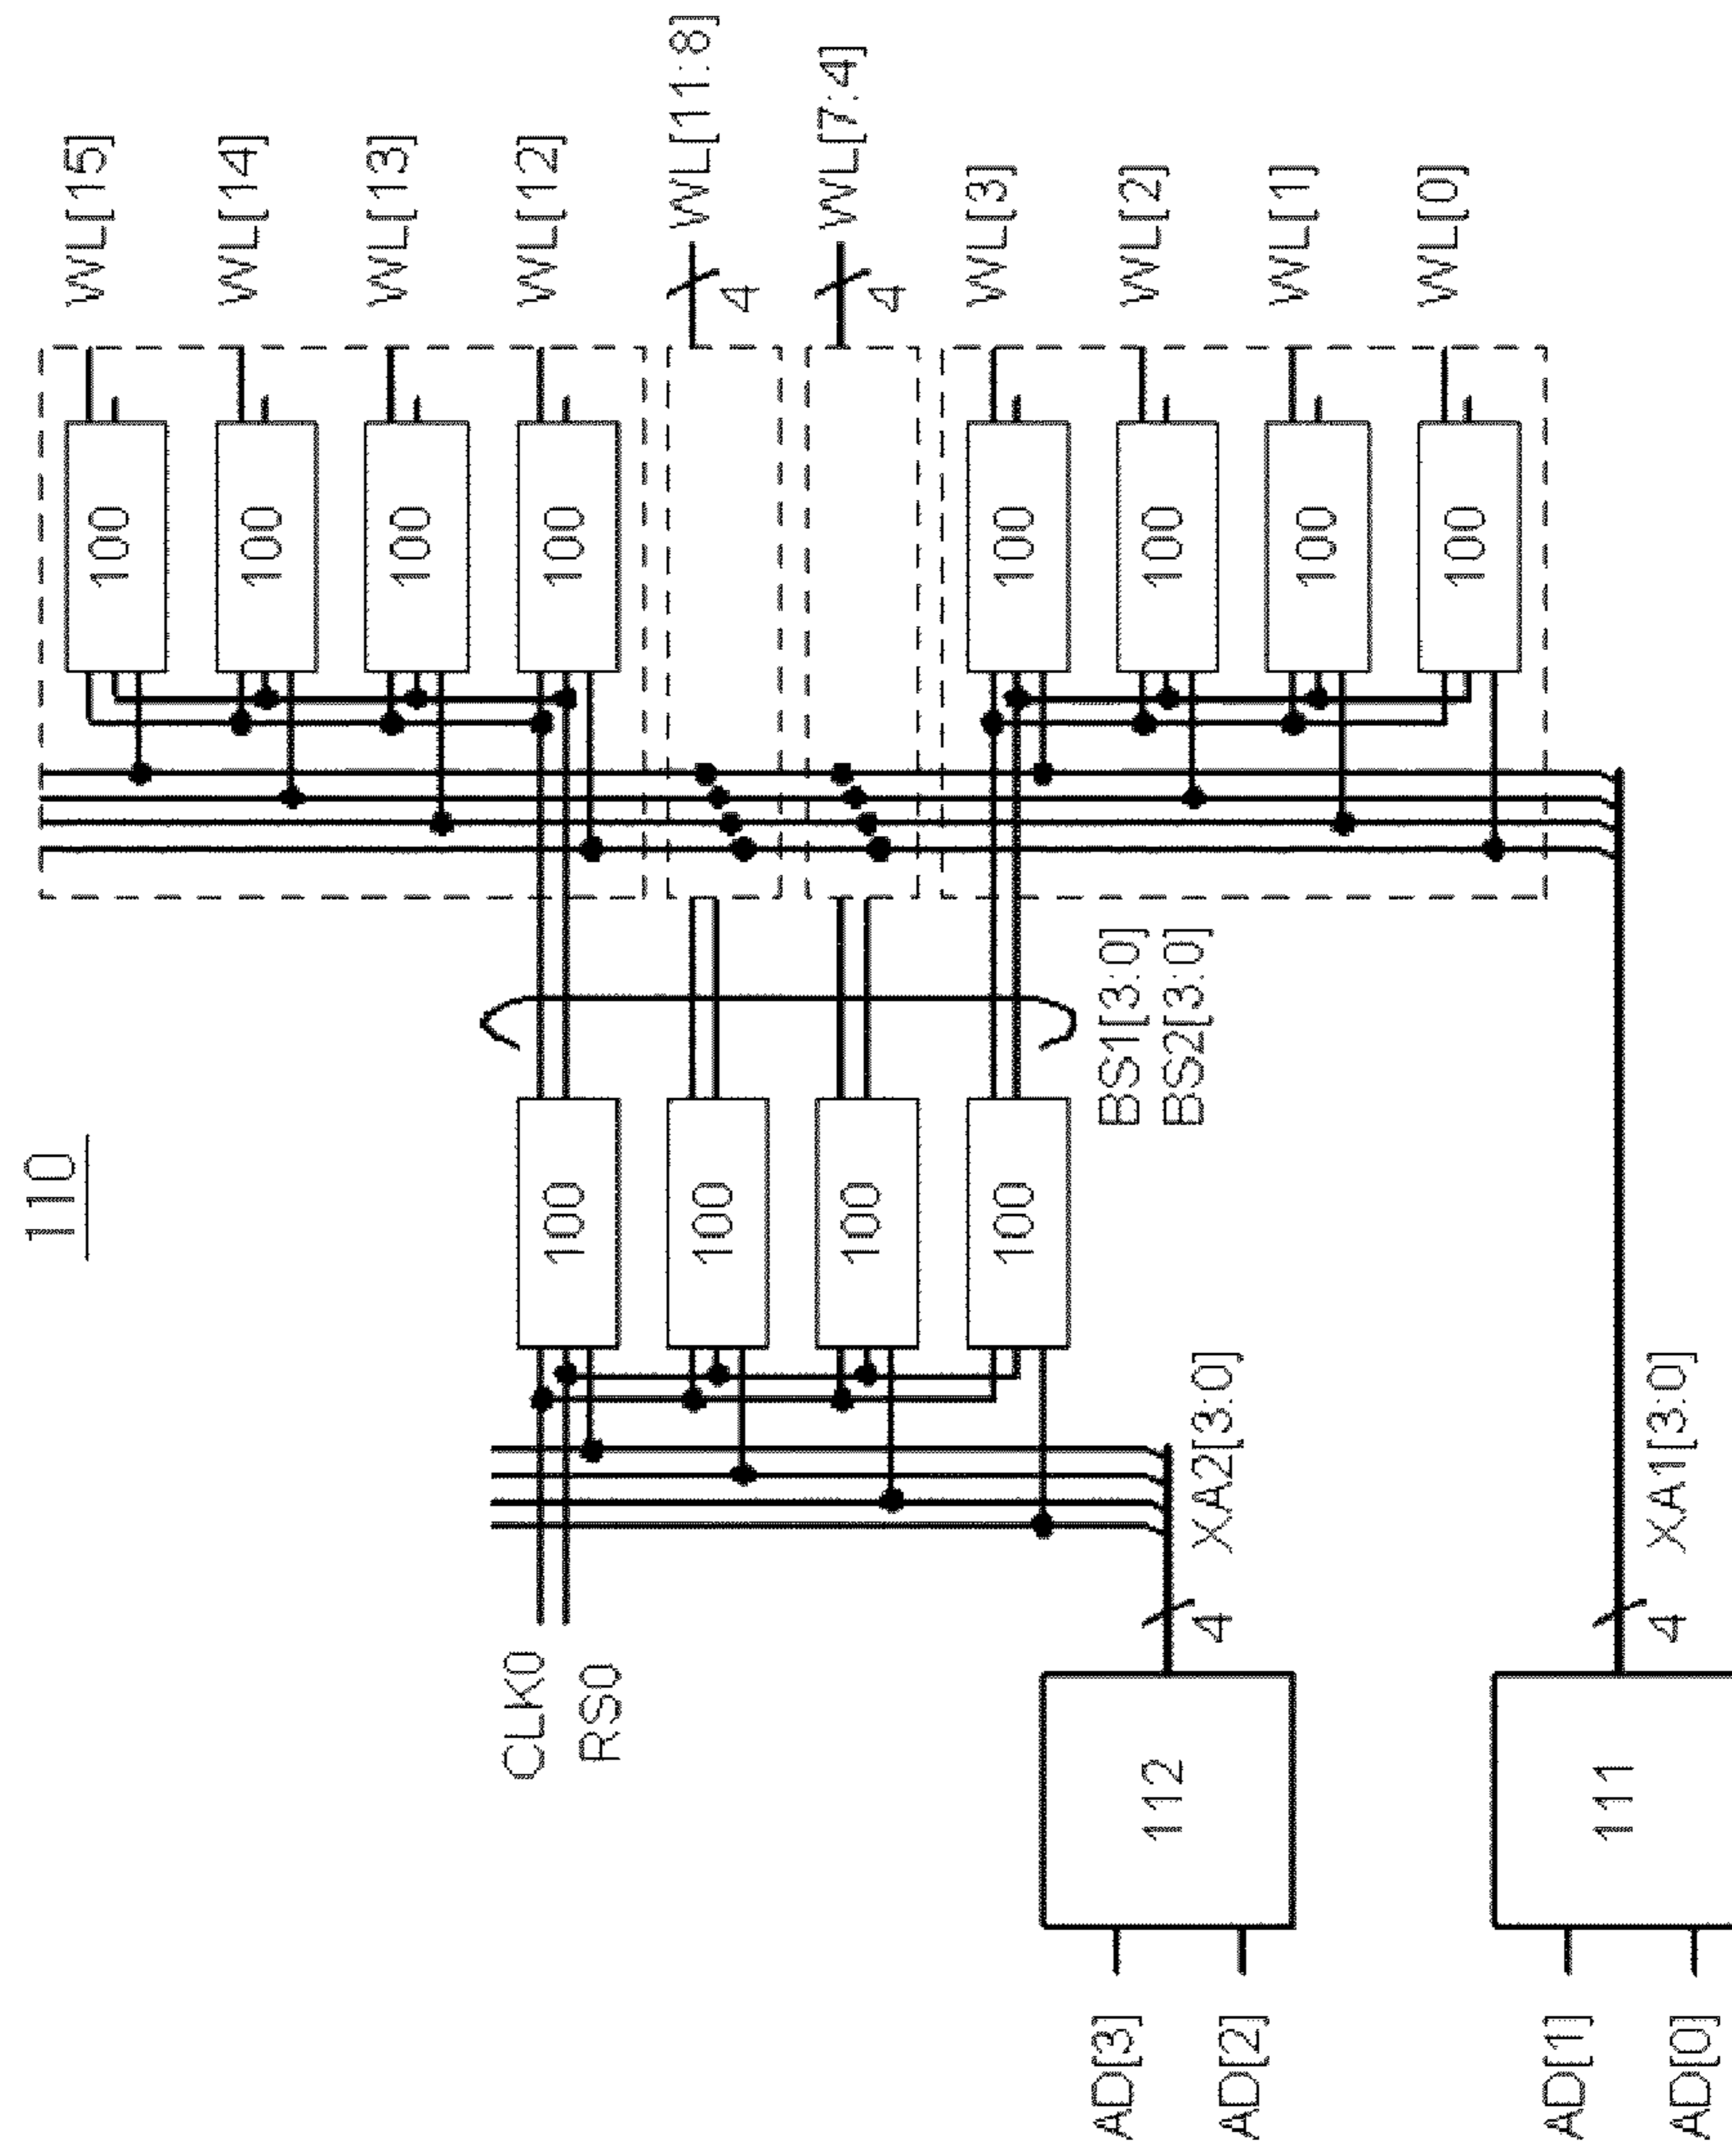 110
WL[15]
WL[14]
WL[13]
WL[12]
WL[11:8]
4
WL[7:4]
4
WL[3]
WL[2]
WL[1]
WL[0]
100
100
100
100
100
100
100
100
100
100
100
100
BS1[3:0]
BS2[3:0]
CLK0
RS0
XA2[3:0]
4
XA1[3:0]
4
112
111
AD[3]
AD[2]
AD[1]
AD[0]